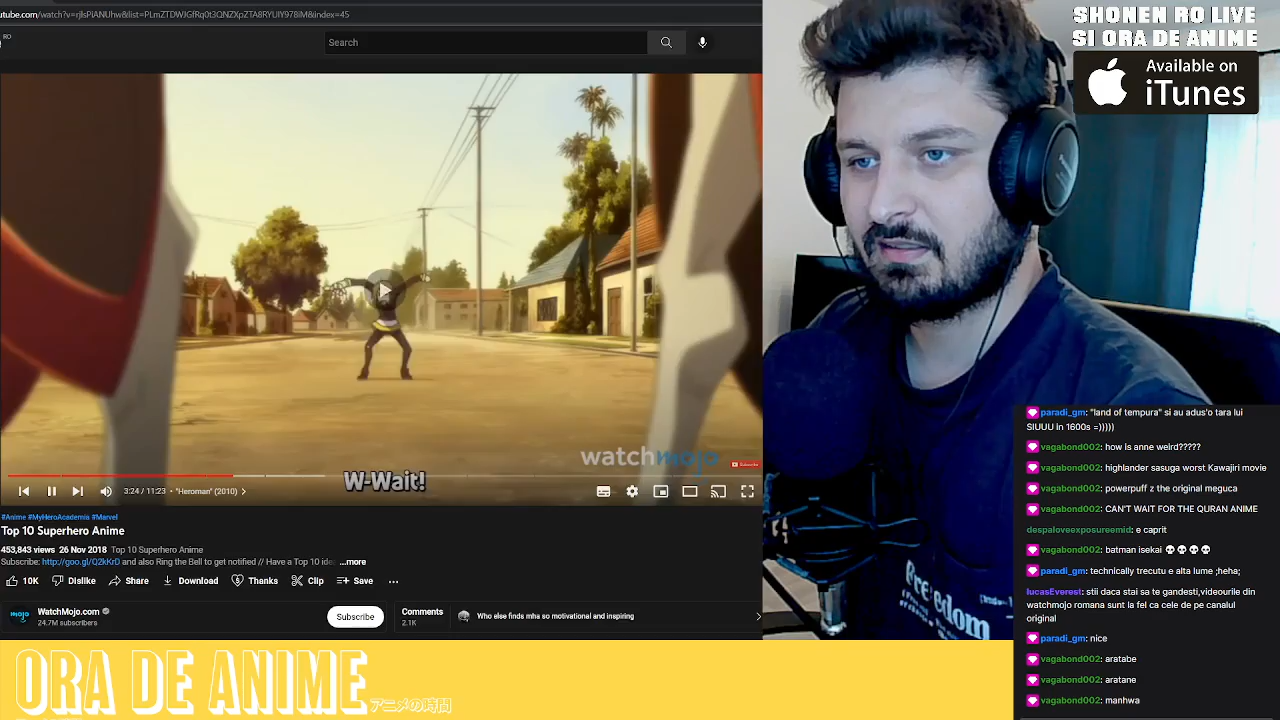 utube.com/watch?v=rjlsPiANUhw&list=PLmZTDWJGfRq0t3QNZXpZTA8RYUlY978iM&index=45
RO
Search
SHONEN RO LIVE
SI ORA DE ANIME
Available on
iTunes
watchmojo
Subscribe
W-Wait!
3:24 / 11:23 • "Heroman" (2010)
#Anime #MyHeroAcademia #Marvel
Top 10 Superhero Anime
453,843 views 26 Nov 2018 Top 10 Superhero Anime
Subscribe: http://goo.gl/Q2kKrD and also Ring the Bell to get notified // Have a Top 10 ide... ...more
10K Dislike Share Download Thanks Clip Save
mojo
WatchMojo.com
24.7M subscribers
Subscribe
Comments
2.1K
Who else finds mha so motivational and inspiring
Freedom
paradi_gm: "land of tempura" si au adus'o tara lui
SIUUU in 1600s =)))))
vagabond002: how is anne weird?????
vagabond002: highlander sasuga worst Kawajiri movie
vagabond002: powerpuff z the original meguca
vagabond002: CAN'T WAIT FOR THE QURAN ANIME
despaloveexposureemid: e caprit
vagabond002: batman isekai 💀💀💀💀
paradi_gm: technically trecutu e alta lume ;heha;
lucasEverest: stii daca stai sa te gandesti,videourile din
watchmojo romana sunt la fel ca cele de pe canalul
original
paradi_gm: nice
vagabond002: aratabe
vagabond002: aratane
vagabond002: manhwa
ORA DE ANIME
アニメの時間